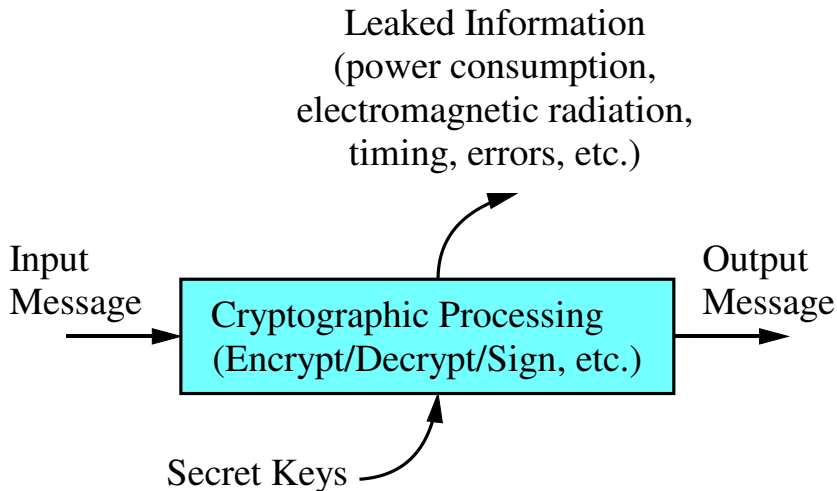 Leaked Information
(power consumption,
electromagnetic radiation,
timing, errors, etc.)
Input
Message
Output
Message
Cryptographic Processing
(Encrypt/Decrypt/Sign, etc.)
Secret Keys